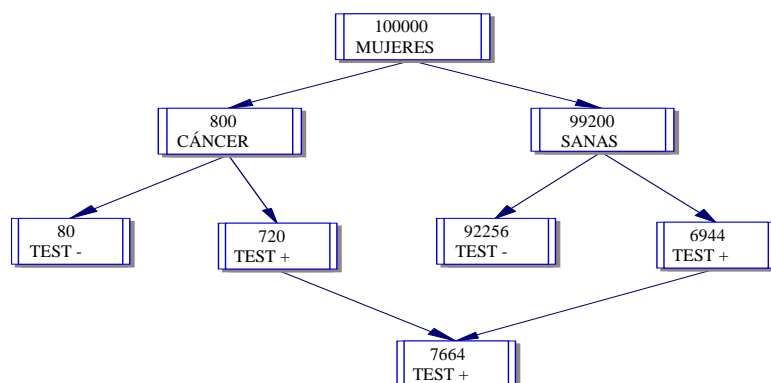 100000
MUJERES
800
CÁNCER
99200
SANAS
80
TEST -
720
TEST +
92256
TEST -
6944
TEST +
7664
TEST +